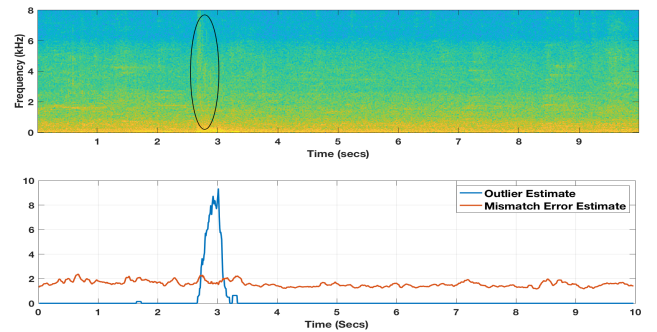 8
6
4
2
0
Frequency (kHz)
0 1 2 3 4 5 6 7 8 9
Time (secs)
10
8
6
4
2
0
Outlier Estimate
Mismatch Error Estimate
0 1 2 3 4 5 6 7 8 9 10
Time (Secs)